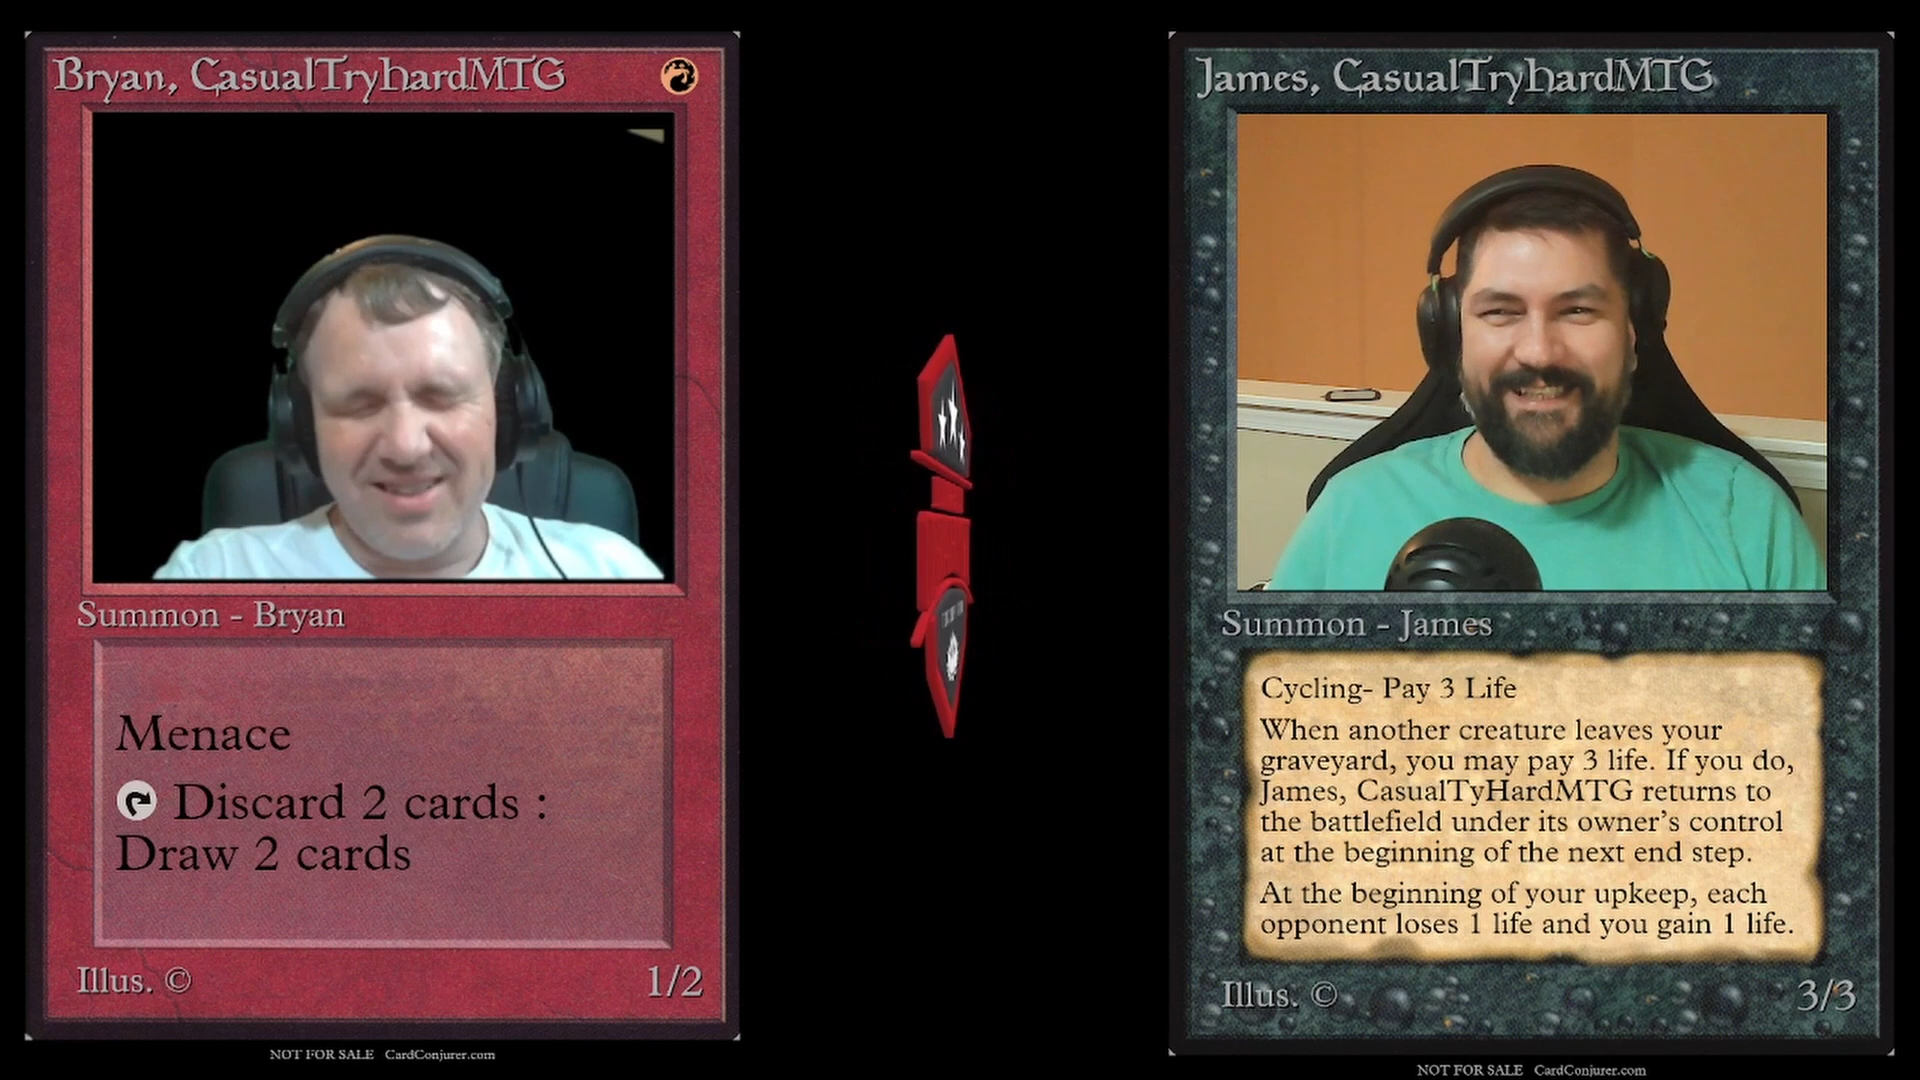 Bryan, CasualTryhardMTG
Summon - Bryan
Menace
Discard 2 cards :
Draw 2 cards
Illus. ©
1/2
NOT FOR SALE CardConjurer.com
James, CasualTryhardMTG
Summon - James
Cycling- Pay 3 Life
When another creature leaves your
graveyard, you may pay 3 life. If you do,
James, CasualTyHardMTG returns to
the battlefield under its owner's control
at the beginning of the next end step.
At the beginning of your upkeep, each
opponent loses 1 life and you gain 1 life.
Illus. ©
3/3
NOT FOR SALE CardConjurer.com